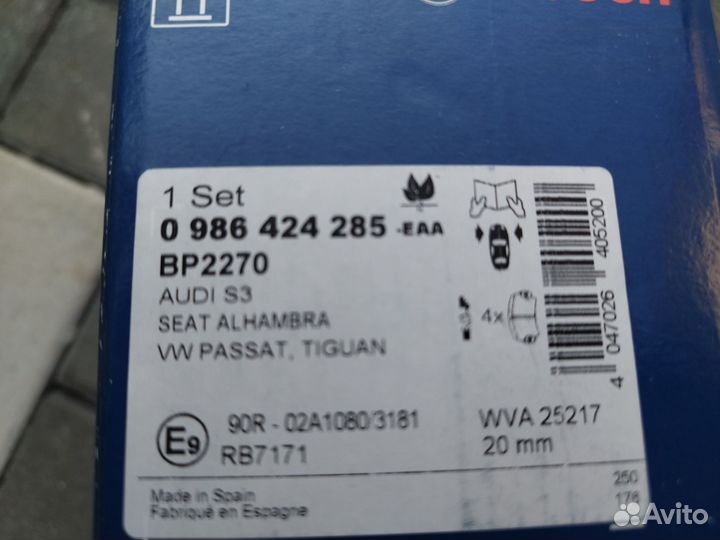 1 Set
0 986 424 285 -EAA
BP2270
AUDI S3
SEAT ALHAMBRA
VW PASSAT, TIGUAN
4x
4 047026 405200
E9
90R - 02A1080/3181
RB7171
WVA 25217
20 mm
Made in Spain
Fabriqué en Espagne
250
178
Avito